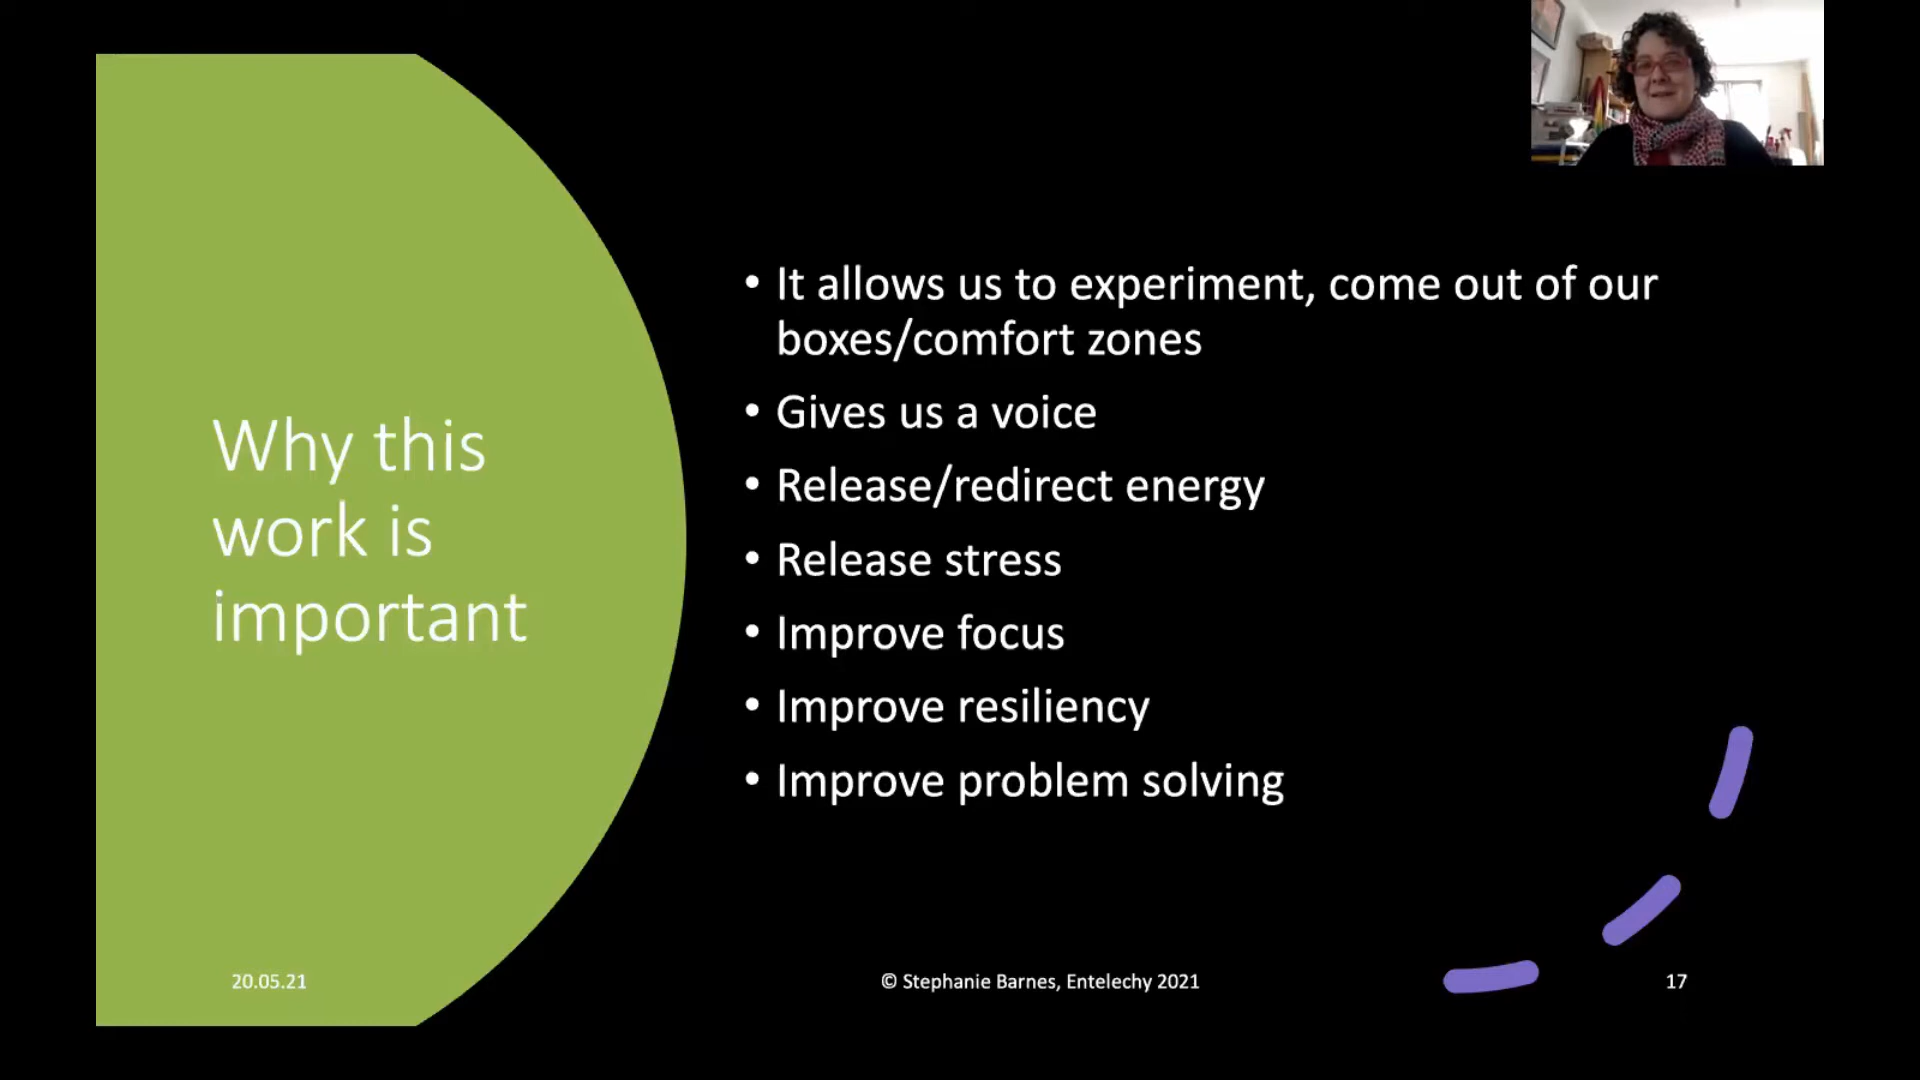 Why this
work is
important
• It allows us to experiment, come out of our
boxes/comfort zones
• Gives us a voice
• Release/redirect energy
• Release stress
• Improve focus
• Improve resiliency
• Improve problem solving
20.05.21
© Stephanie Barnes, Entelechy 2021
17